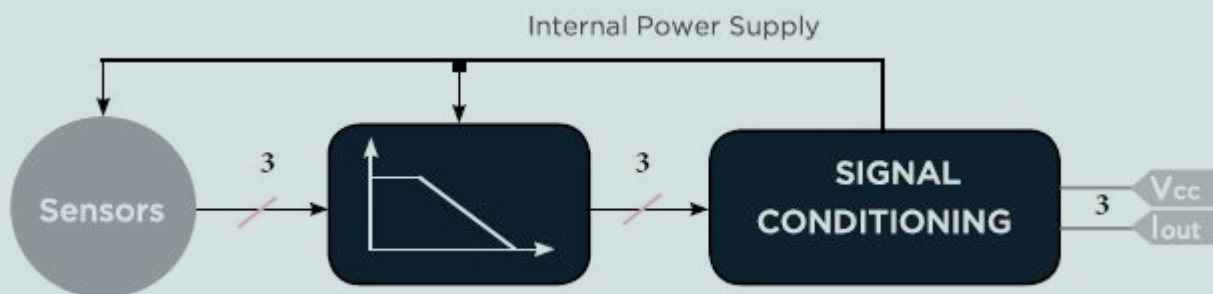 Internal Power Supply
Sensors
3
3
SIGNAL
CONDITIONING
3
Vcc
Iout